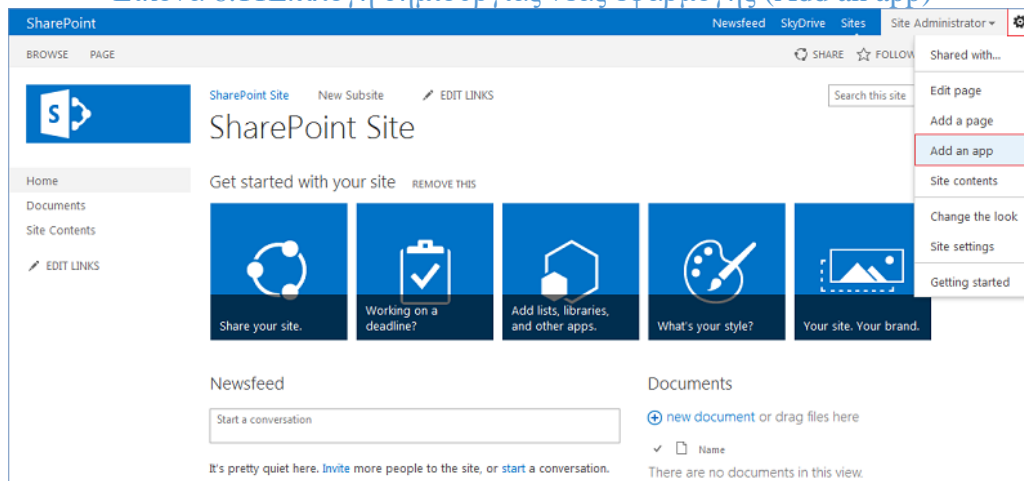 (Add an app)
SharePoint
Newsfeed SkyDrive Sites Site Administrator
BROWSE PAGE
SHARE FOLLOW
Shared with...
Edit page
Add a page
Add an app
Site contents
Change the look
Site settings
Getting started
S
SharePoint Site New Subsite EDIT LINKS
Search this site
SharePoint Site
Home
Documents
Site Contents
EDIT LINKS
Get started with your site REMOVE THIS
Share your site.
Working on a
deadline?
Add lists, libraries,
and other apps.
What's your style?
Your site. Your brand.
Newsfeed
Start a conversation
It's pretty quiet here. Invite more people to the site, or start a conversation.
Documents
new document or drag files here
Name
There are no documents in this view.